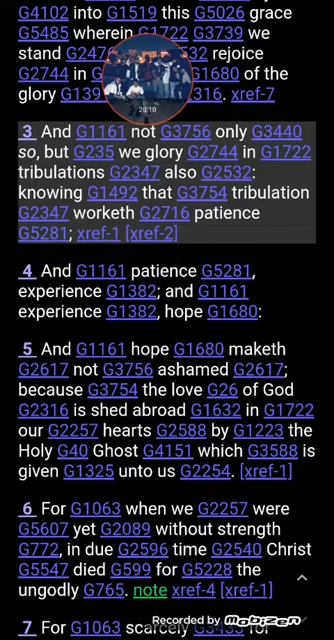 G4102 into G1519 this G5026 grace
G5485 wherein G1722 G3739 we
stand G2476 G532 rejoice
G2744 in G1680 of the
glory G139 2316. xref-7
3 And G1161 not G3756 only G3440
so, but G235 we glory G2744 in G1722
tribulations G2347 also G2532:
knowing G1492 that G3754 tribulation
G2347 worketh G2716 patience
G5281; xref-1 [xref-2]
4 And G1161 patience G5281,
experience G1382; and G1161
experience G1382, hope G1680:
5 And G1161 hope G1680 maketh
G2617 not G3756 ashamed G2617;
because G3754 the love G26 of God
G2316 is shed abroad G1632 in G1722
our G2257 hearts G2588 by G1223 the
Holy G40 Ghost G4151 which G3588 is
given G1325 unto us G2254. [xref-1]
6 For G1063 when we G2257 were
G5607 yet G2089 without strength
G772, in due G2596 time G2540 Christ
G5547 died G599 for G5228 the
ungodly G765. note xref-4 [xref-1]
7 For G1063 scarcely
Recorded by mobizen